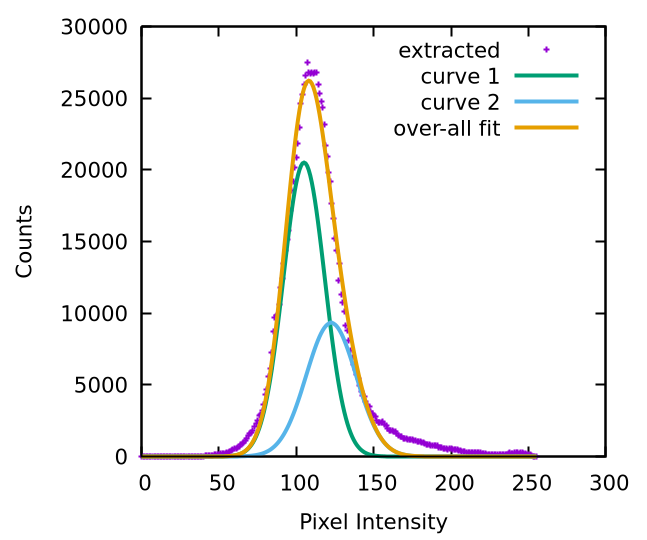 30000
25000
20000
15000
10000
5000
0
Counts
extracted
curve 1
curve 2
over-all fit
0 50 100 150 200 250 300
Pixel Intensity